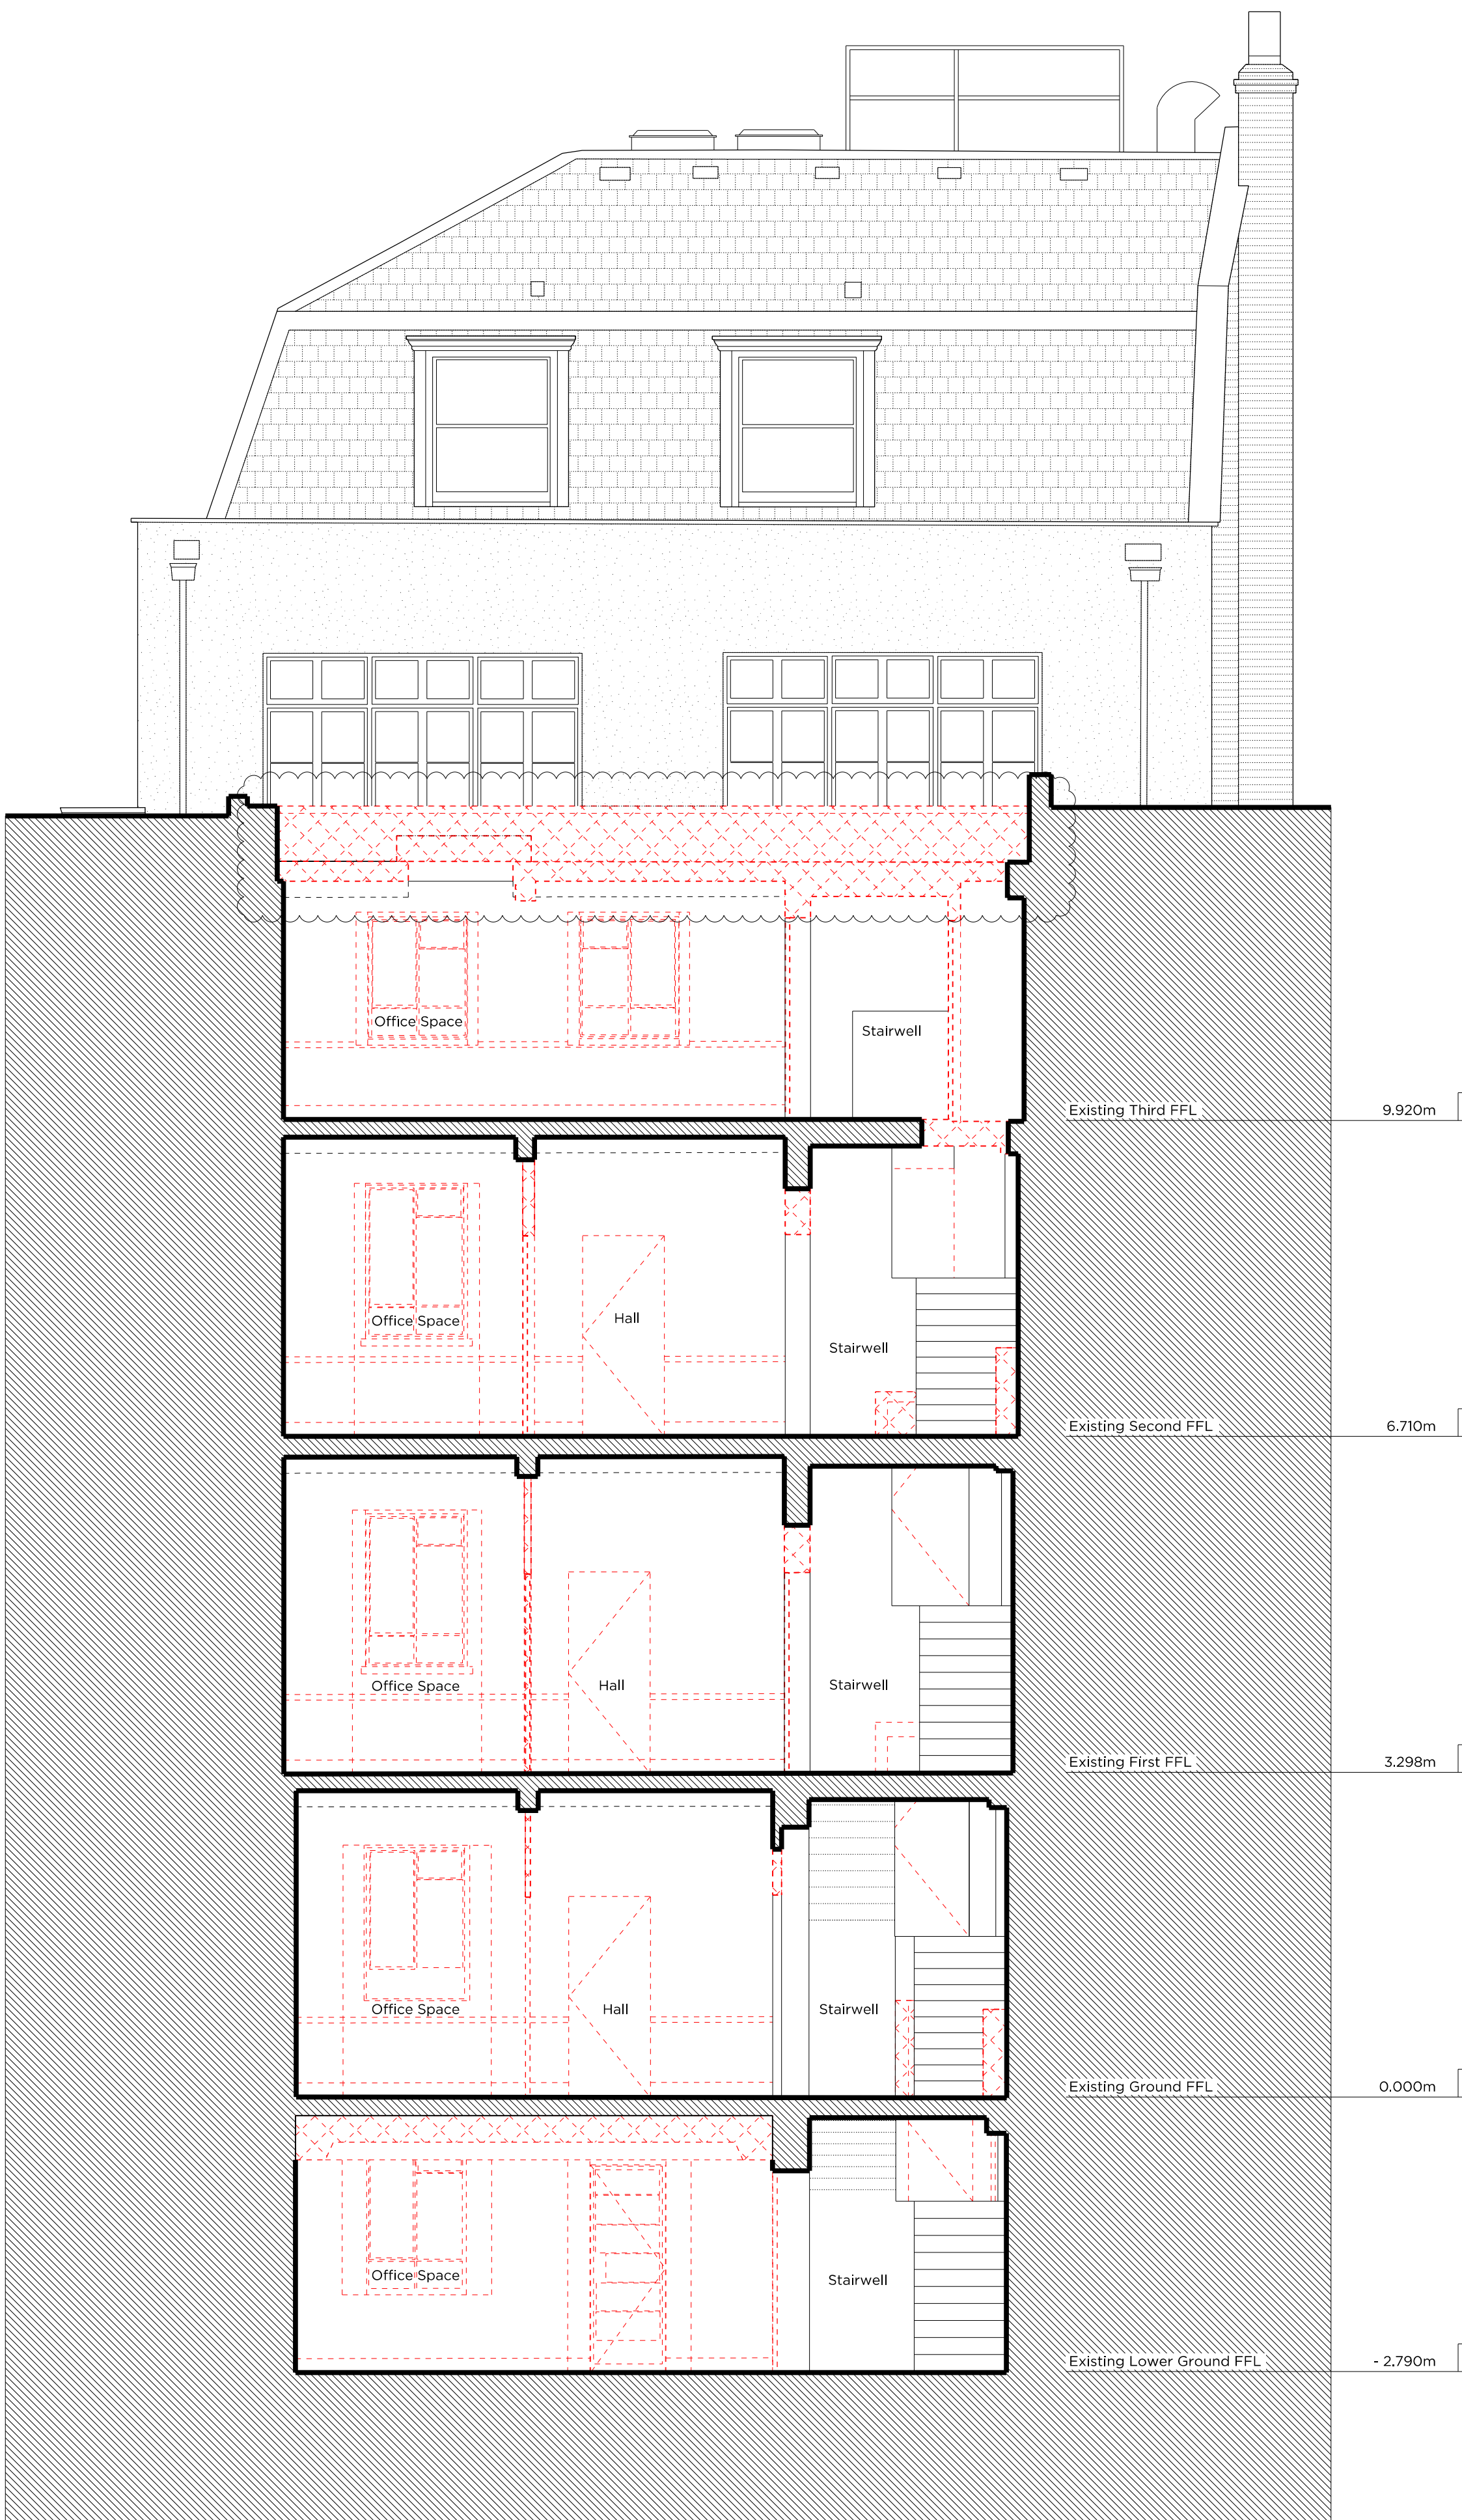 Office Space
Stairwell
Existing Third FFL 9.920m
Office Space
Hall
Stairwell
Existing Second FFL 6.710m
Office Space
Hall
Stairwell
Existing First FFL 3.298m
Office Space
Hall
Stairwell
Existing Ground FFL 0.000m
Office Space
Stairwell
Existing Lower Ground FFL - 2.790m